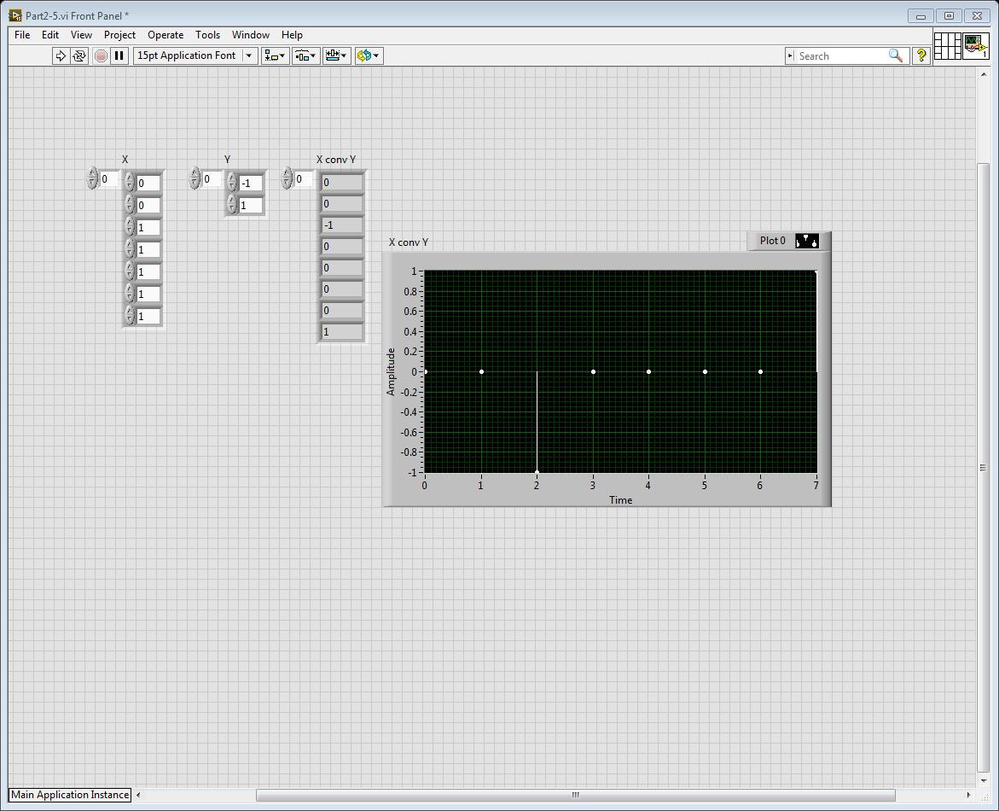 Part2-5.vi Front Panel *
File Edit View Project Operate Tools Window Help
15pt Application Font
Search
?
1
X
0
0
0
1
1
1
1
1
Y
0
-1
1
X conv Y
0
0
0
-1
0
0
0
0
1
X conv Y
Plot 0
Amplitude
1
0.8
0.6
0.4
0.2
0
-0.2
-0.4
-0.6
-0.8
-1
0 1 2 3 4 5 6 7
Time
Main Application Instance